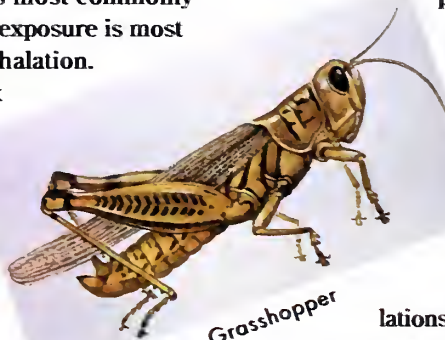 s most commonly
exposure is most
halation.
Grasshopper
lations